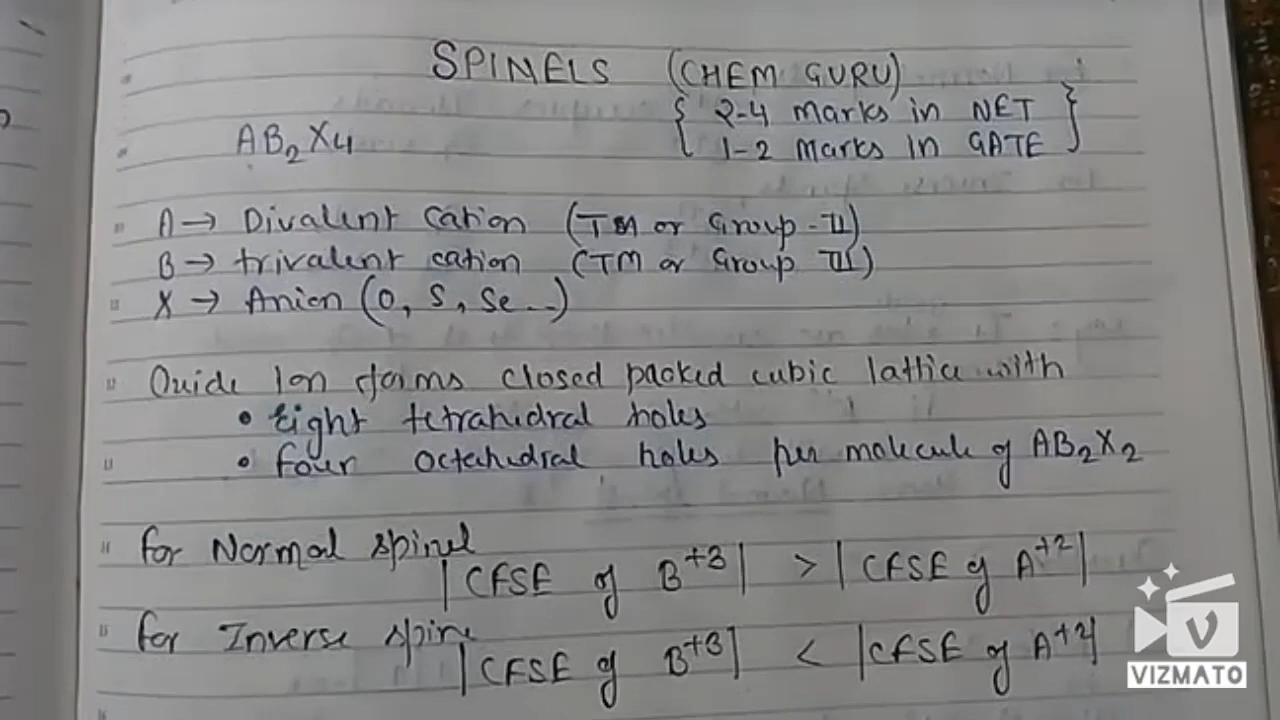 SPINELS (CHEM GURU)
{ 2-4 marks in NET }
AB2X4
1-2 marks in GATE
A → Divalent cation (TM or Group-II)
B → trivalent cation (TM or Group III)
X → Anion (O, S, Se --)
Oxide Ion forms closed packed cubic lattice with
• Eight tetrahedral holes
• Four octahedral holes per molecule of AB2X2
For Normal spinel
|CFSE of B+3| > |CFSE of A+2|
For Inverse spine
|CFSE of B+3| < |CFSE of A+2|
V
VIZMATO